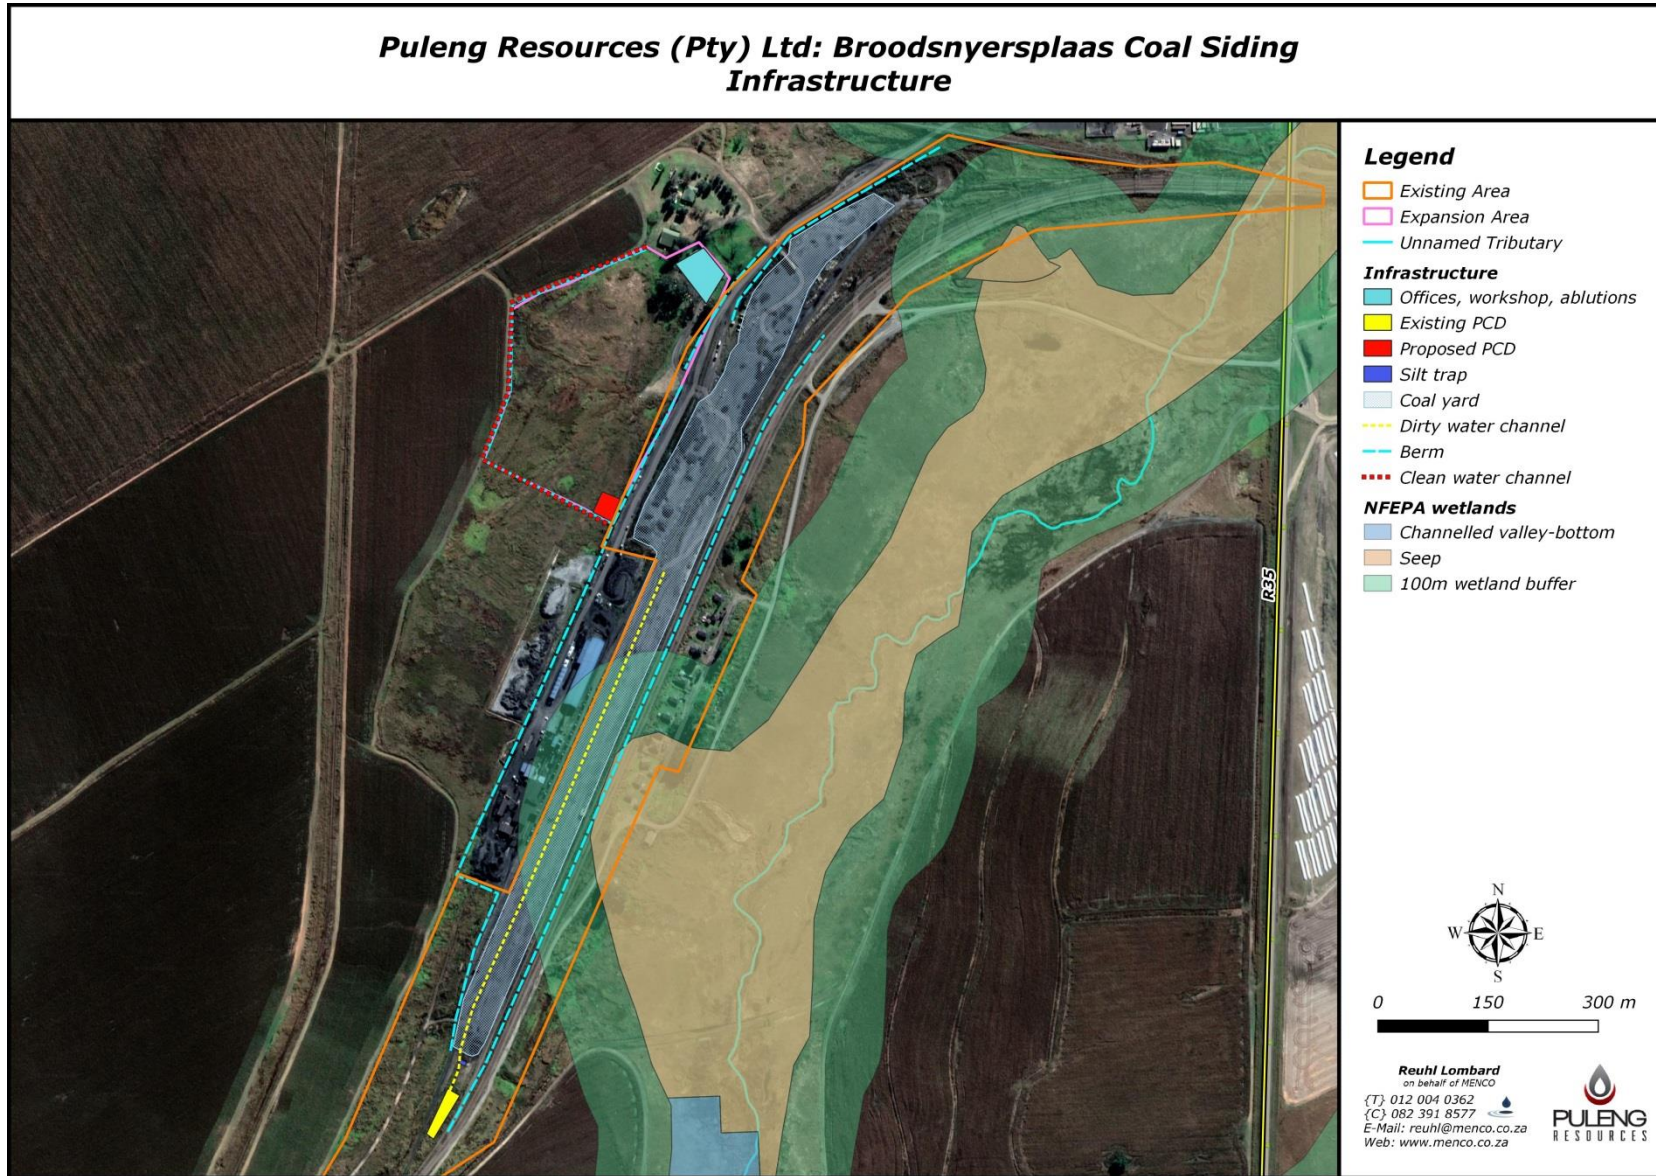 Puleng Resources (Pty) Ltd: Broodsnyersplaas Coal Siding
Infrastructure
R35
Legend
Existing Area
Expansion Area
Unnamed Tributary
Infrastructure
Offices, workshop, ablutions
Existing PCD
Proposed PCD
Silt trap
Coal yard
Dirty water channel
Berm
Clean water channel
NFEPA wetlands
Channelled valley-bottom
Seep
100m wetland buffer
N
W E
S
0 150 300 m
Reuhl Lombard
on behalf of MENCO
{T} 012 004 0362
{C} 082 391 8577
E-Mail: reuhl@menco.co.za
Web: www.menco.co.za
PULENG
RESOURCES